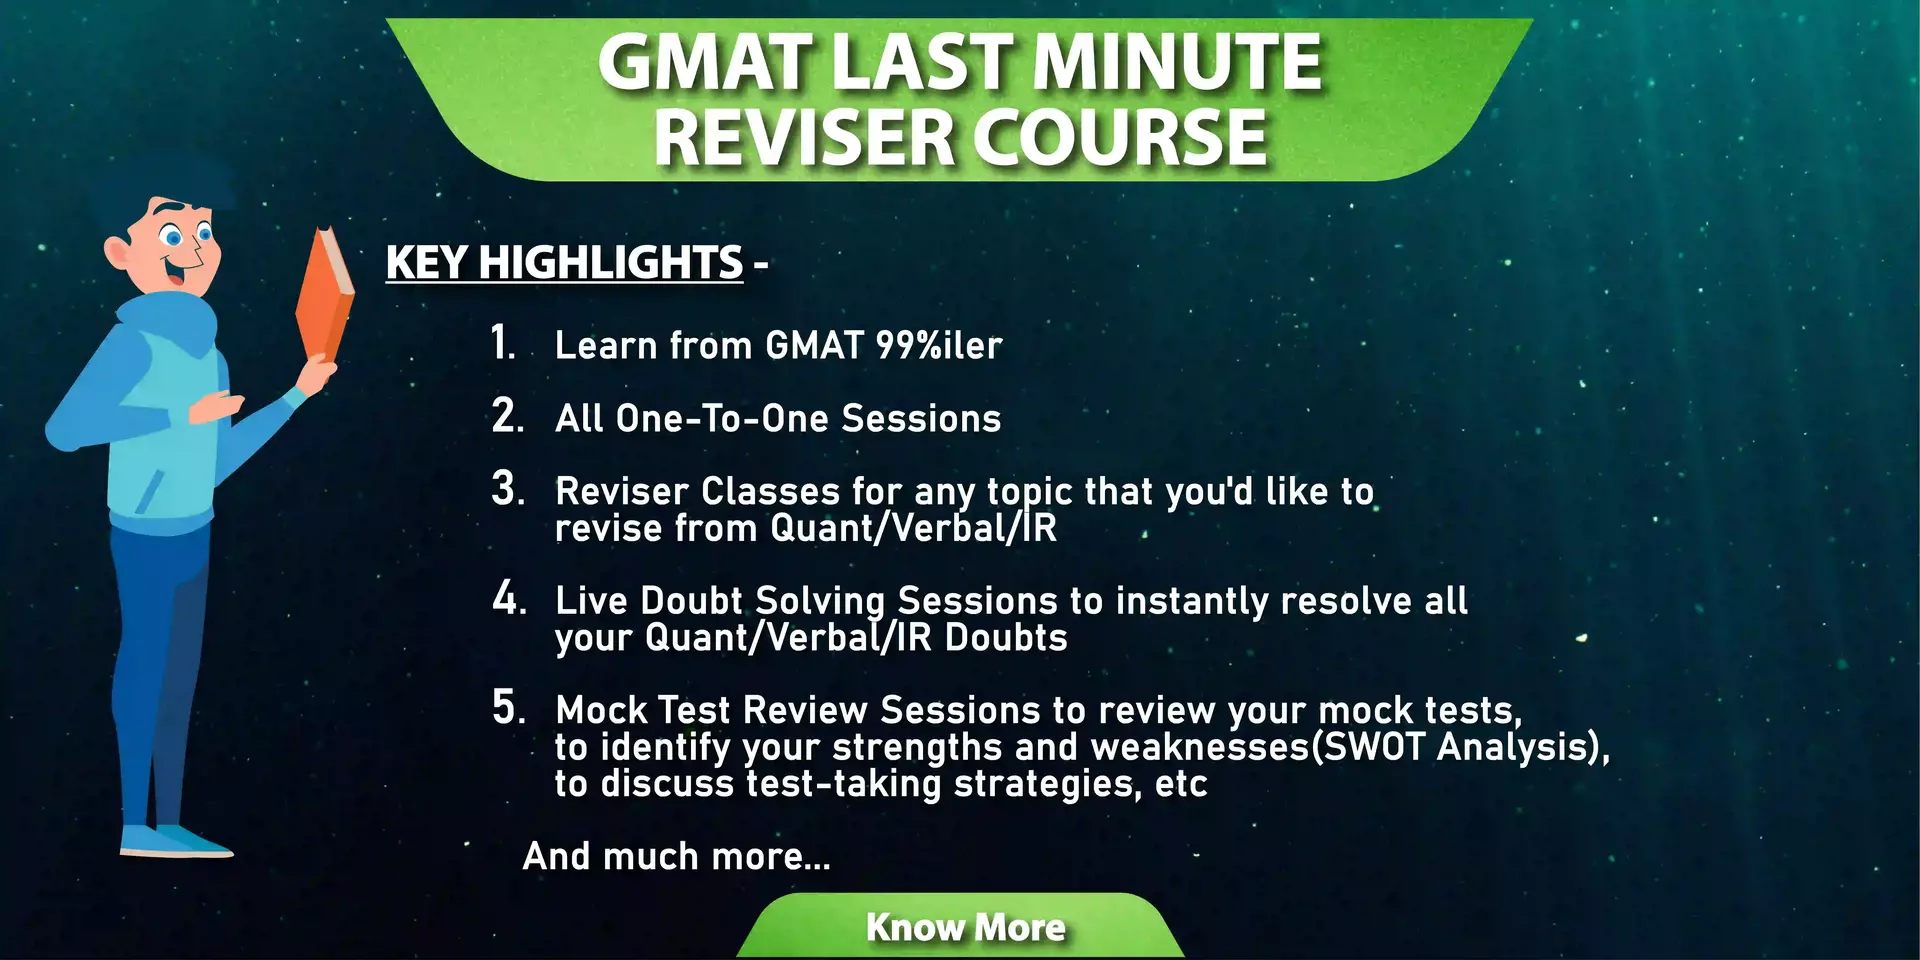 GMAT LAST MINUTE
REVISER COURSE
KEY HIGHLIGHTS -
1. Learn from GMAT 99%iler
2. All One-To-One Sessions
3. Reviser Classes for any topic that you'd like to
revise from Quant/Verbal/IR
4. Live Doubt Solving Sessions to instantly resolve all
your Quant/Verbal/IR Doubts
5. Mock Test Review Sessions to review your mock tests,
to identify your strengths and weaknesses(SWOT Analysis),
to discuss test-taking strategies, etc
And much more...
Know More